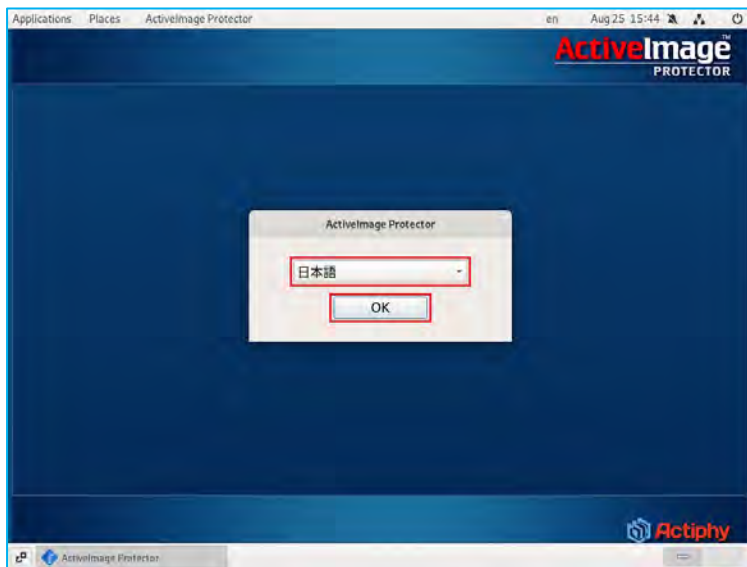 Applications Places ActiveImage Protector en Aug 25 15:44
ActiveImage™
PROTECTOR
ActiveImage Protector
日本語
OK
Actiphy
ActiveImage Protector